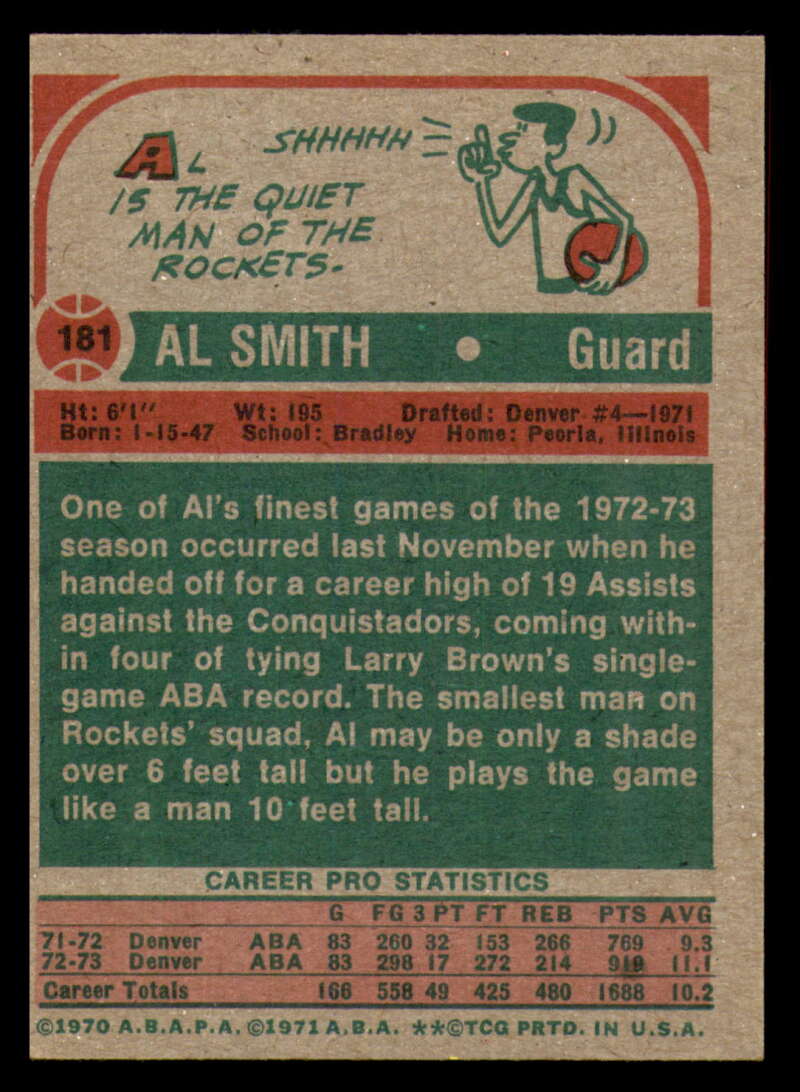 SHHHHH
AL
IS THE QUIET
MAN OF THE
ROCKETS.
181 AL SMITH • Guard
Ht: 6'1" Wt: 195 Drafted: Denver #4—1971
Born: 1-15-47 School: Bradley Home: Peoria, Illinois
One of Al's finest games of the 1972-73
season occurred last November when he
handed off for a career high of 19 Assists
against the Conquistadors, coming with-
in four of tying Larry Brown's single-
game ABA record. The smallest man on
Rockets' squad, Al may be only a shade
over 6 feet tall but he plays the game
like a man 10 feet tall.
CAREER PRO STATISTICS
G FG 3 PT FT REB PTS AVG
71-72 Denver ABA 83 260 32 153 266 769 9.3
72-73 Denver ABA 83 298 17 272 214 919 11.1
Career Totals 166 558 49 425 480 1688 10.2
©1970 A.B.A.P.A. ©1971 A.B.A. **©TCG PRTD. IN U.S.A.